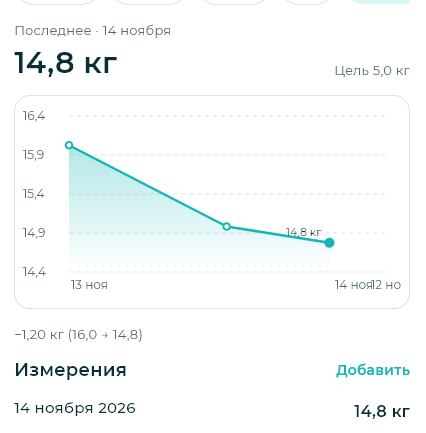 Последнее · 14 ноября
14,8 кг
Цель 5,0 кг
16,4
15,9
15,4
14,9
14,8 кг
14,4
13 ноя
14 ноя
12 но
−1,20 кг (16,0 → 14,8)
Измерения
Добавить
14 ноября 2026
14,8 кг